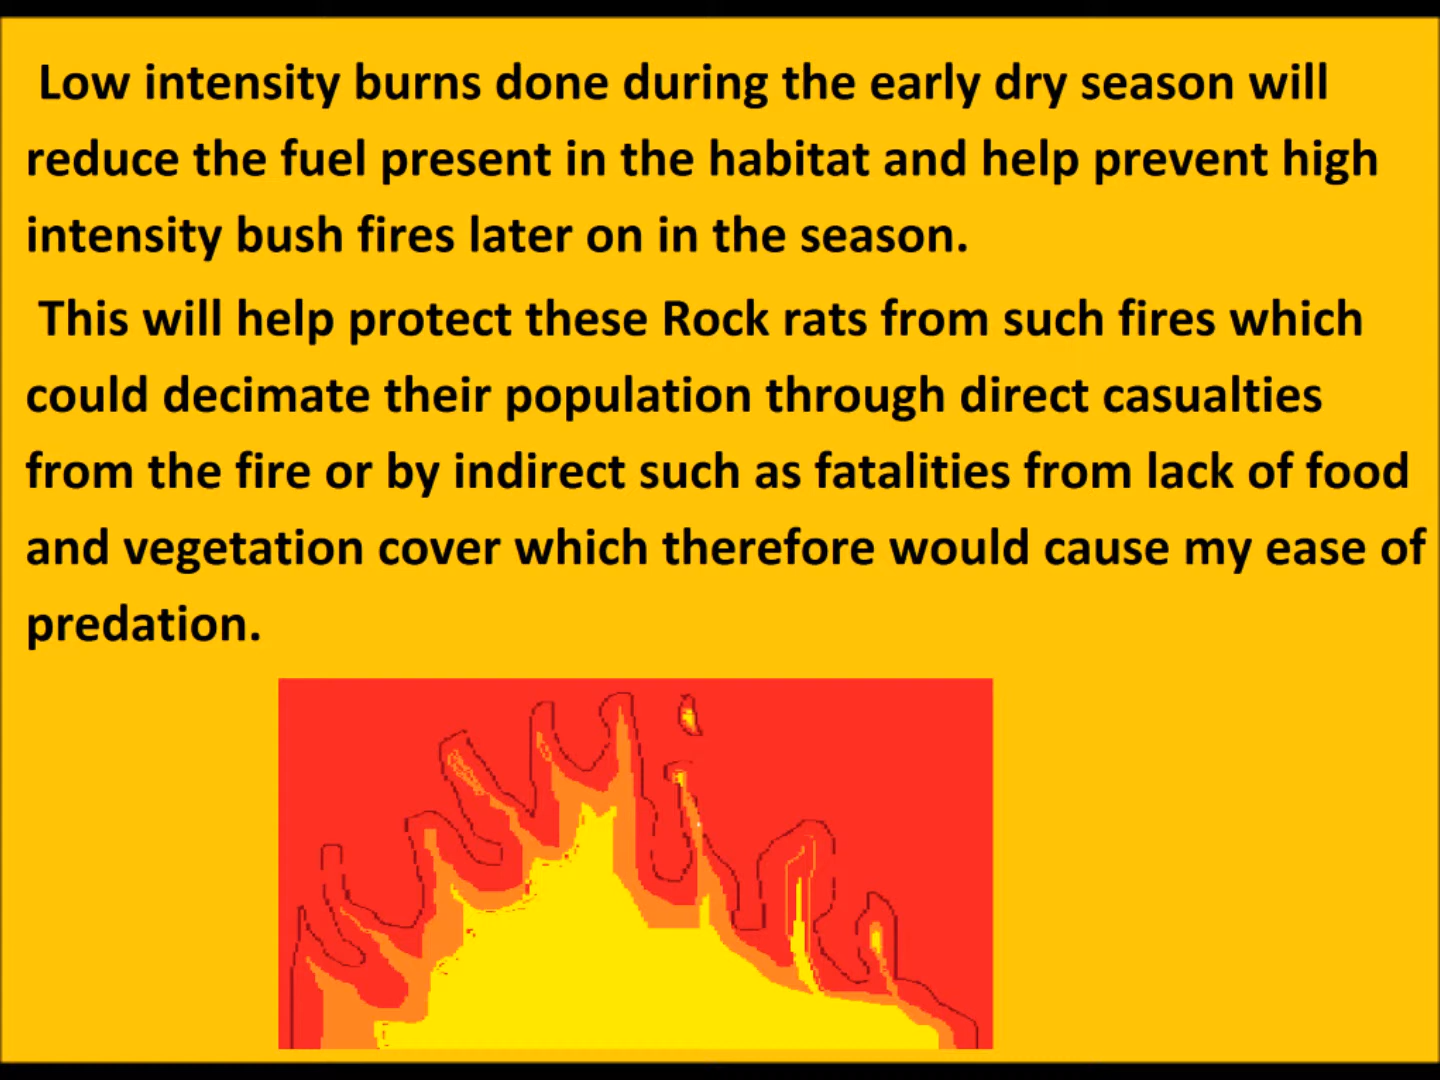 Low intensity burns done during the early dry season will
reduce the fuel present in the habitat and help prevent high
intensity bush fires later on in the season.
This will help protect these Rock rats from such fires which
could decimate their population through direct casualties
from the fire or by indirect such as fatalities from lack of food
and vegetation cover which therefore would cause my ease of
predation.